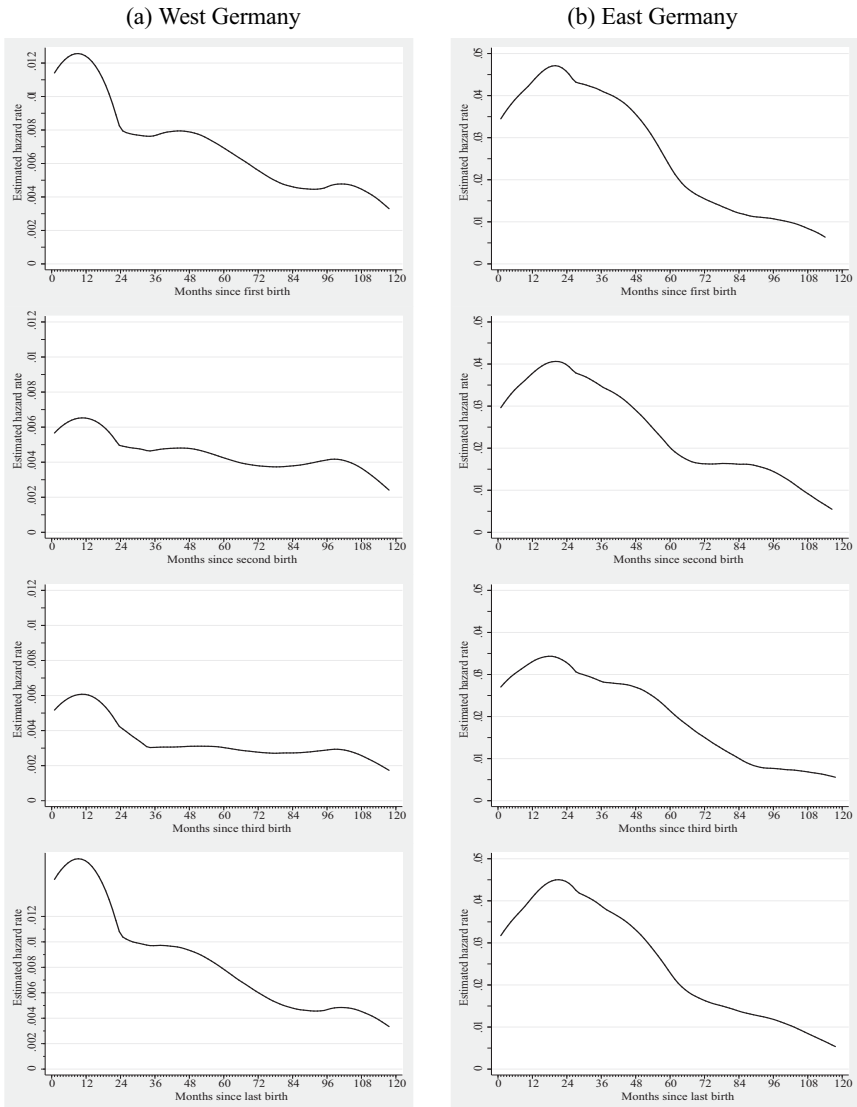 (a) West Germany
(b) East Germany
Estimated hazard rate
.012
.01
.008
.006
.004
.002
0
0 12 24 36 48 60 72 84 96 108 120
Months since first birth
Estimated hazard rate
.05
.04
.03
.02
.01
0
0 12 24 36 48 60 72 84 96 108 120
Months since first birth
Estimated hazard rate
.012
.01
.008
.006
.004
.002
0
0 12 24 36 48 60 72 84 96 108 120
Months since second birth
Estimated hazard rate
.05
.04
.03
.02
.01
0
0 12 24 36 48 60 72 84 96 108 120
Months since second birth
Estimated hazard rate
.012
.01
.008
.006
.004
.002
0
0 12 24 36 48 60 72 84 96 108 120
Months since third birth
Estimated hazard rate
.05
.04
.03
.02
.01
0
0 12 24 36 48 60 72 84 96 108 120
Months since third birth
Estimated hazard rate
.012
.01
.008
.006
.004
.002
0
0 12 24 36 48 60 72 84 96 108 120
Months since last birth
Estimated hazard rate
.05
.04
.03
.02
.01
0
0 12 24 36 48 60 72 84 96 108 120
Months since last birth